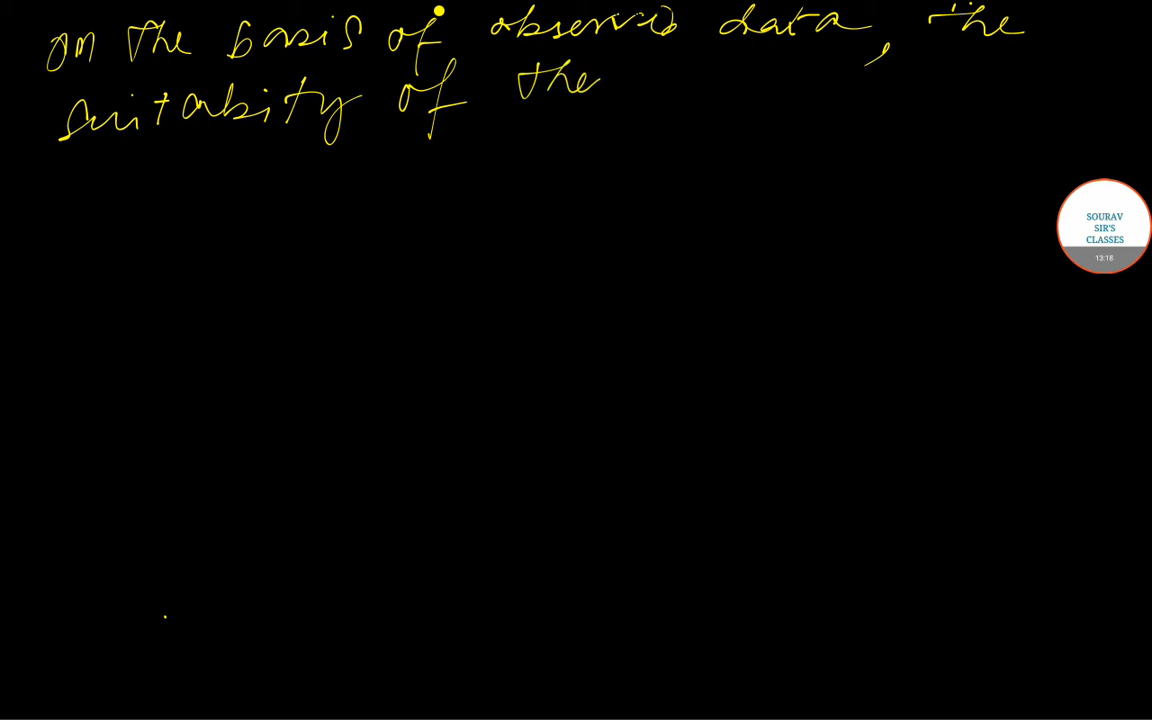 on the basis of observed data, the
suitabity of the
SOURAV
SIR'S
CLASSES
13:18